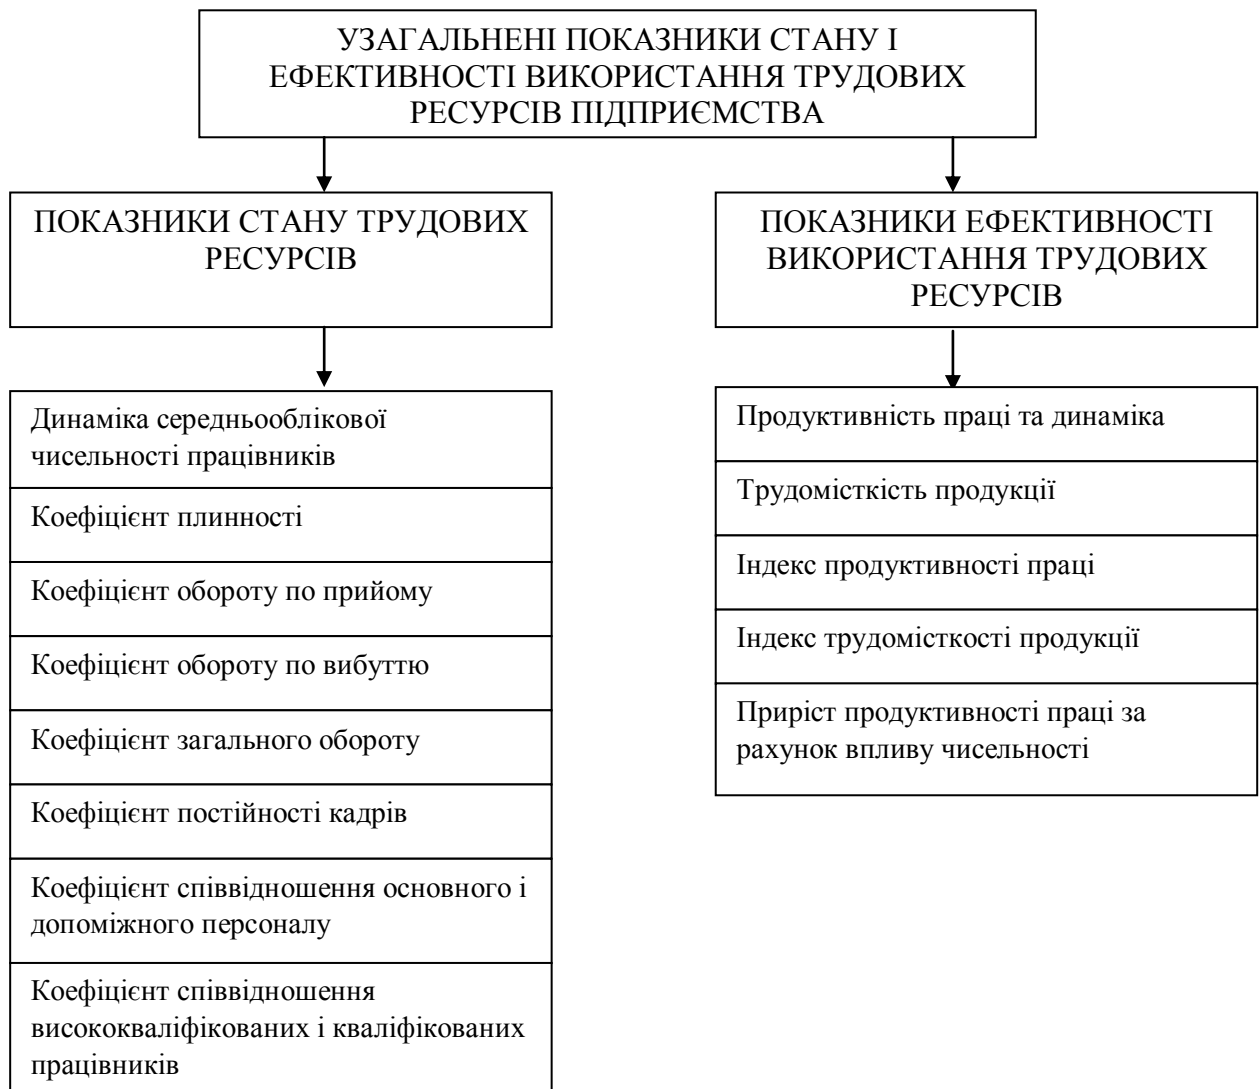 УЗАГАЛЬНЕНІ ПОКАЗНИКИ СТАНУ І
ЕФЕКТИВНОСТІ ВИКОРИСТАННЯ ТРУДОВИХ
РЕСУРСІВ ПІДПРИЄМСТВА
ПОКАЗНИКИ СТАНУ ТРУДОВИХ
РЕСУРСІВ
Динаміка середньооблікової
чисельності працівників
Коефіцієнт плинності
Коефіцієнт обороту по прийому
Коефіцієнт обороту по вибуттю
Коефіцієнт загального обороту
Коефіцієнт постійності кадрів
Коефіцієнт співвідношення основного і
допоміжного персоналу
Коефіцієнт співвідношення
висококваліфікованих і кваліфікованих
працівників
ПОКАЗНИКИ ЕФЕКТИВНОСТІ
ВИКОРИСТАННЯ ТРУДОВИХ
РЕСУРСІВ
Продуктивність праці та динаміка
Трудомісткість продукції
Індекс продуктивності праці
Індекс трудомісткості продукції
Приріст продуктивності праці за
рахунок впливу чисельності